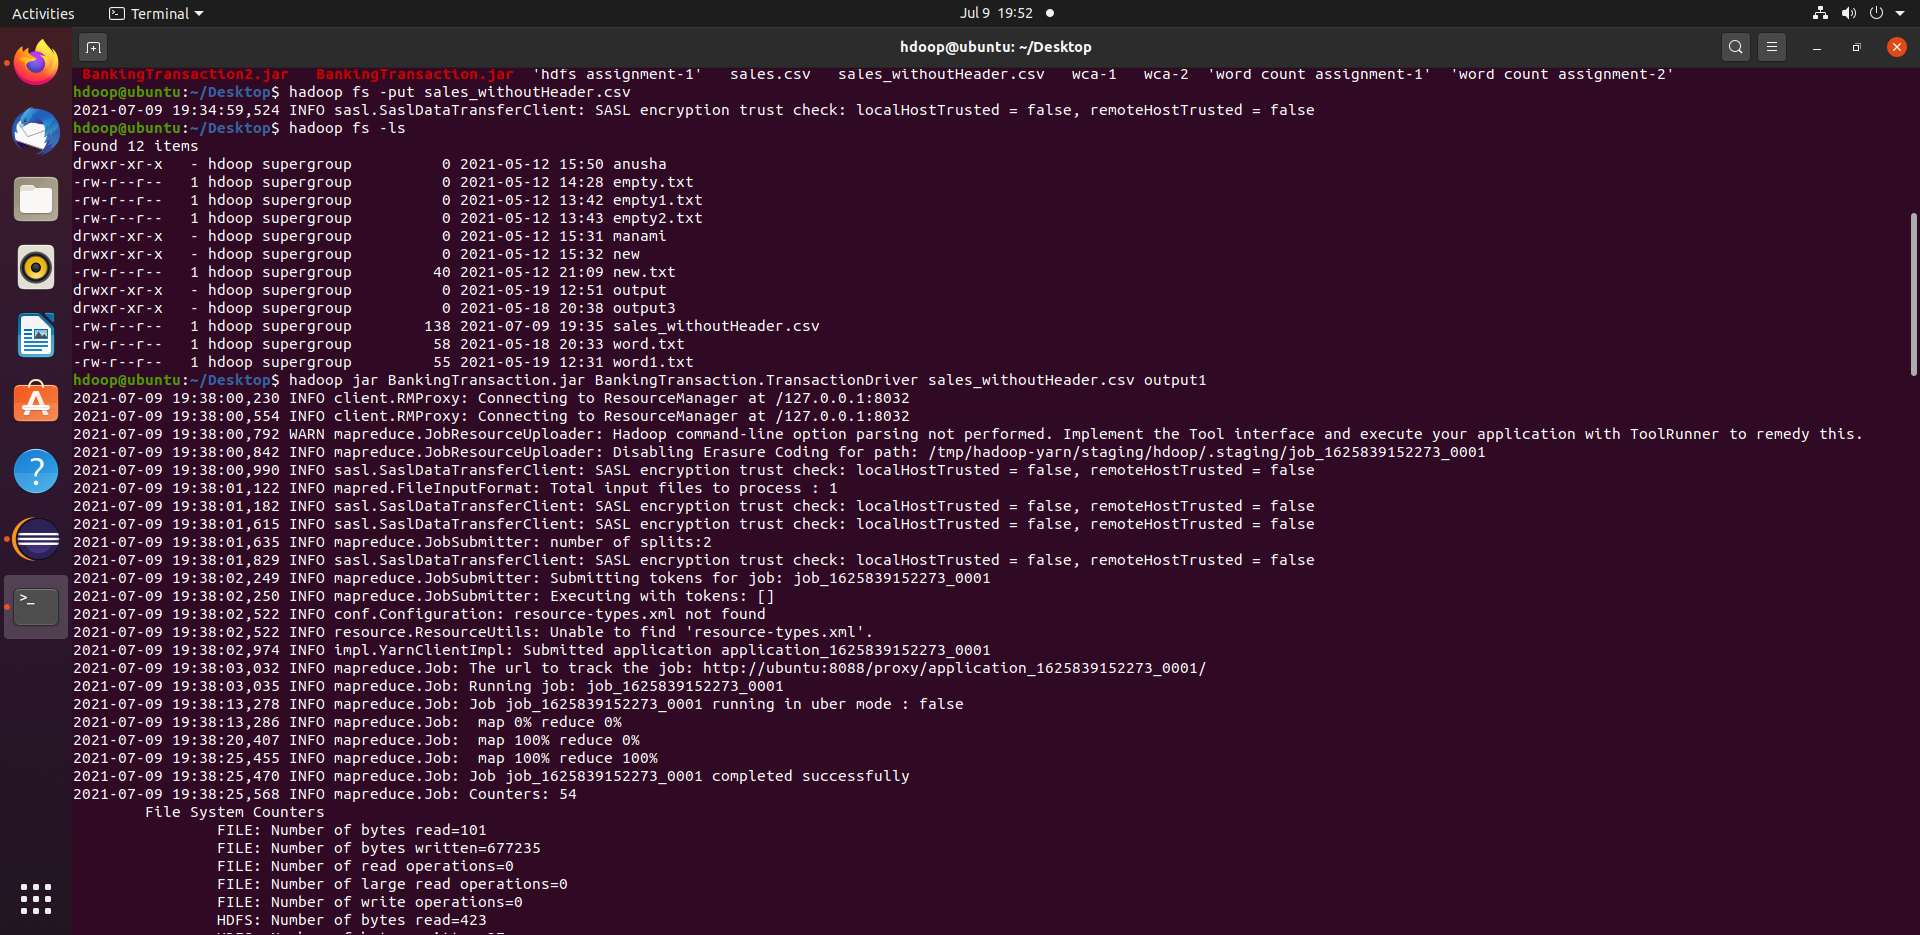 Activities
Terminal
Jul 9 19:52
hdoop@ubuntu: ~/Desktop
BankingTransaction2.jar BankingTransaction.jar 'hdfs assignment-1' sales.csv sales_withoutHeader.csv wca-1 wca-2 'word count assignment-1' 'word count assignment-2'
hdoop@ubuntu:~/Desktop$ hadoop fs -put sales_withoutHeader.csv
2021-07-09 19:34:59,524 INFO sasl.SaslDataTransferClient: SASL encryption trust check: localHostTrusted = false, remoteHostTrusted = false
hdoop@ubuntu:~/Desktop$ hadoop fs -ls
Found 12 items
drwxr-xr-x - hdoop supergroup 0 2021-05-12 15:50 anusha
-rw-r--r-- 1 hdoop supergroup 0 2021-05-12 14:28 empty.txt
-rw-r--r-- 1 hdoop supergroup 0 2021-05-12 13:42 empty1.txt
-rw-r--r-- 1 hdoop supergroup 0 2021-05-12 13:43 empty2.txt
drwxr-xr-x - hdoop supergroup 0 2021-05-12 15:31 manami
drwxr-xr-x - hdoop supergroup 0 2021-05-12 15:32 new
-rw-r--r-- 1 hdoop supergroup 40 2021-05-12 21:09 new.txt
drwxr-xr-x - hdoop supergroup 0 2021-05-19 12:51 output
drwxr-xr-x - hdoop supergroup 0 2021-05-18 20:38 output3
-rw-r--r-- 1 hdoop supergroup 138 2021-07-09 19:35 sales_withoutHeader.csv
-rw-r--r-- 1 hdoop supergroup 58 2021-05-18 20:33 word.txt
-rw-r--r-- 1 hdoop supergroup 55 2021-05-19 12:31 word1.txt
hdoop@ubuntu:~/Desktop$ hadoop jar BankingTransaction.jar BankingTransaction.TransactionDriver sales_withoutHeader.csv output1
2021-07-09 19:38:00,230 INFO client.RMProxy: Connecting to ResourceManager at /127.0.0.1:8032
2021-07-09 19:38:00,554 INFO client.RMProxy: Connecting to ResourceManager at /127.0.0.1:8032
2021-07-09 19:38:00,792 WARN mapreduce.JobResourceUploader: Hadoop command-line option parsing not performed. Implement the Tool interface and execute your application with ToolRunner to remedy this.
2021-07-09 19:38:00,842 INFO mapreduce.JobResourceUploader: Disabling Erasure Coding for path: /tmp/hadoop-yarn/staging/hdoop/.staging/job_1625839152273_0001
2021-07-09 19:38:00,990 INFO sasl.SaslDataTransferClient: SASL encryption trust check: localHostTrusted = false, remoteHostTrusted = false
2021-07-09 19:38:01,122 INFO mapred.FileInputFormat: Total input files to process : 1
2021-07-09 19:38:01,182 INFO sasl.SaslDataTransferClient: SASL encryption trust check: localHostTrusted = false, remoteHostTrusted = false
2021-07-09 19:38:01,615 INFO sasl.SaslDataTransferClient: SASL encryption trust check: localHostTrusted = false, remoteHostTrusted = false
2021-07-09 19:38:01,635 INFO mapreduce.JobSubmitter: number of splits:2
2021-07-09 19:38:01,829 INFO sasl.SaslDataTransferClient: SASL encryption trust check: localHostTrusted = false, remoteHostTrusted = false
2021-07-09 19:38:02,249 INFO mapreduce.JobSubmitter: Submitting tokens for job: job_1625839152273_0001
2021-07-09 19:38:02,250 INFO mapreduce.JobSubmitter: Executing with tokens: []
2021-07-09 19:38:02,522 INFO conf.Configuration: resource-types.xml not found
2021-07-09 19:38:02,522 INFO resource.ResourceUtils: Unable to find 'resource-types.xml'.
2021-07-09 19:38:02,974 INFO impl.YarnClientImpl: Submitted application application_1625839152273_0001
2021-07-09 19:38:03,032 INFO mapreduce.Job: The url to track the job: http://ubuntu:8088/proxy/application_1625839152273_0001/
2021-07-09 19:38:03,035 INFO mapreduce.Job: Running job: job_1625839152273_0001
2021-07-09 19:38:13,278 INFO mapreduce.Job: Job job_1625839152273_0001 running in uber mode : false
2021-07-09 19:38:13,286 INFO mapreduce.Job: map 0% reduce 0%
2021-07-09 19:38:20,407 INFO mapreduce.Job: map 100% reduce 0%
2021-07-09 19:38:25,455 INFO mapreduce.Job: map 100% reduce 100%
2021-07-09 19:38:25,470 INFO mapreduce.Job: Job job_1625839152273_0001 completed successfully
2021-07-09 19:38:25,568 INFO mapreduce.Job: Counters: 54
File System Counters
FILE: Number of bytes read=101
FILE: Number of bytes written=677235
FILE: Number of read operations=0
FILE: Number of large read operations=0
FILE: Number of write operations=0
HDFS: Number of bytes read=423